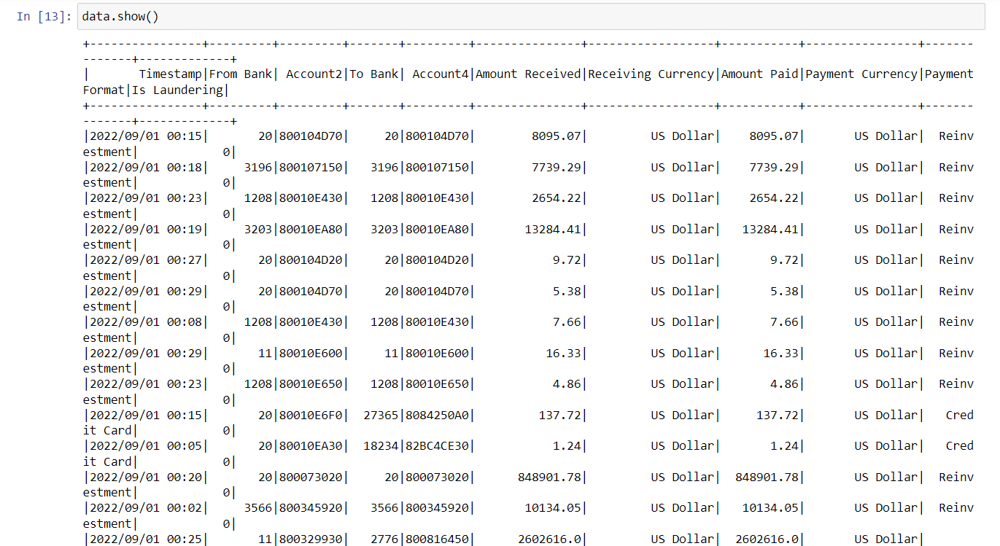 In [13]: data.show()
+----------------+---------+---------+-------+---------+---------------+------------------+-----------+----------------+-------
-------+-------------+
|       Timestamp|From Bank| Account2|To Bank| Account4|Amount Received|Receiving Currency|Amount Paid|Payment Currency|Payment
Format|Is Laundering|
+----------------+---------+---------+-------+---------+---------------+------------------+-----------+----------------+-------
-------+-------------+
|2022/09/01 00:15|       20|800104D70|     20|800104D70|        8095.07|         US Dollar|    8095.07|       US Dollar|  Reinv
estment|            0|
|2022/09/01 00:18|     3196|800107150|   3196|800107150|        7739.29|         US Dollar|    7739.29|       US Dollar|  Reinv
estment|            0|
|2022/09/01 00:23|     1208|80010E430|   1208|80010E430|        2654.22|         US Dollar|    2654.22|       US Dollar|  Reinv
estment|            0|
|2022/09/01 00:19|     3203|80010EA80|   3203|80010EA80|       13284.41|         US Dollar|   13284.41|       US Dollar|  Reinv
estment|            0|
|2022/09/01 00:27|       20|800104D20|     20|800104D20|           9.72|         US Dollar|       9.72|       US Dollar|  Reinv
estment|            0|
|2022/09/01 00:29|       20|800104D70|     20|800104D70|           5.38|         US Dollar|       5.38|       US Dollar|  Reinv
estment|            0|
|2022/09/01 00:08|     1208|80010E430|   1208|80010E430|           7.66|         US Dollar|       7.66|       US Dollar|  Reinv
estment|            0|
|2022/09/01 00:29|       11|80010E600|     11|80010E600|          16.33|         US Dollar|      16.33|       US Dollar|  Reinv
estment|            0|
|2022/09/01 00:23|     1208|80010E650|   1208|80010E650|           4.86|         US Dollar|       4.86|       US Dollar|  Reinv
estment|            0|
|2022/09/01 00:15|       20|80010E6F0|  27365|8084250A0|         137.72|         US Dollar|     137.72|       US Dollar|   Cred
it Card|            0|
|2022/09/01 00:05|       20|80010EA30|  18234|82BC4CE30|           1.24|         US Dollar|       1.24|       US Dollar|   Cred
it Card|            0|
|2022/09/01 00:20|       20|800073020|     20|800073020|      848901.78|         US Dollar|  848901.78|       US Dollar|  Reinv
estment|            0|
|2022/09/01 00:02|     3566|800345920|   3566|800345920|       10134.05|         US Dollar|   10134.05|       US Dollar|  Reinv
estment|            0|
|2022/09/01 00:25|       11|800329930|   2776|800816450|      2602616.0|         US Dollar|  2602616.0|       US Dollar|